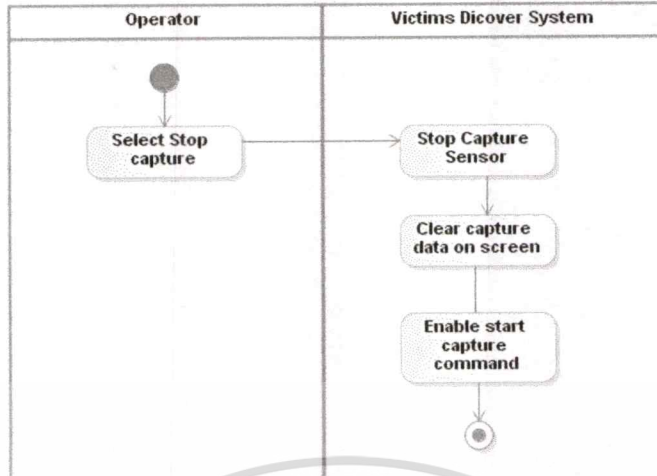 Operator
Victims Dicover System
Select Stop
capture
Stop Capture
Sensor
Clear capture
data on screen
Enable start
capture
command